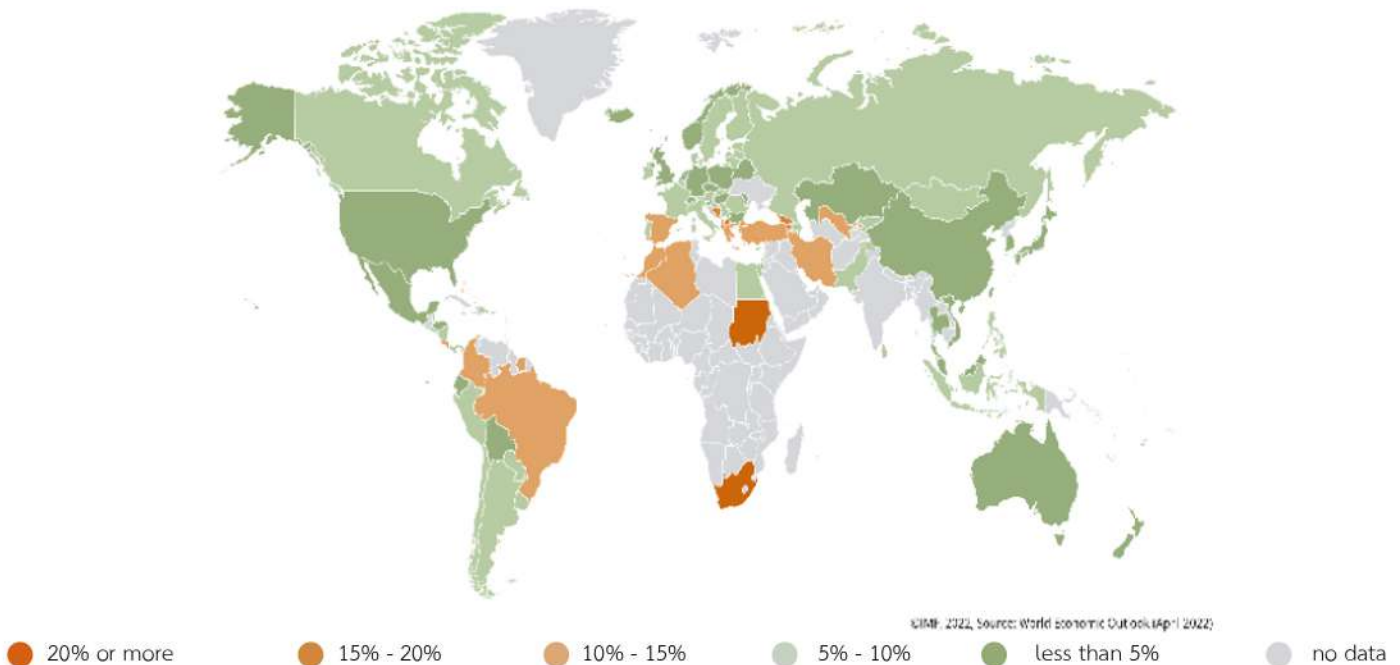 ©IMF, 2022, Source: World Economic Outlook (April 2022)
20% or more
15% - 20%
10% - 15%
5% - 10%
less than 5%
no data